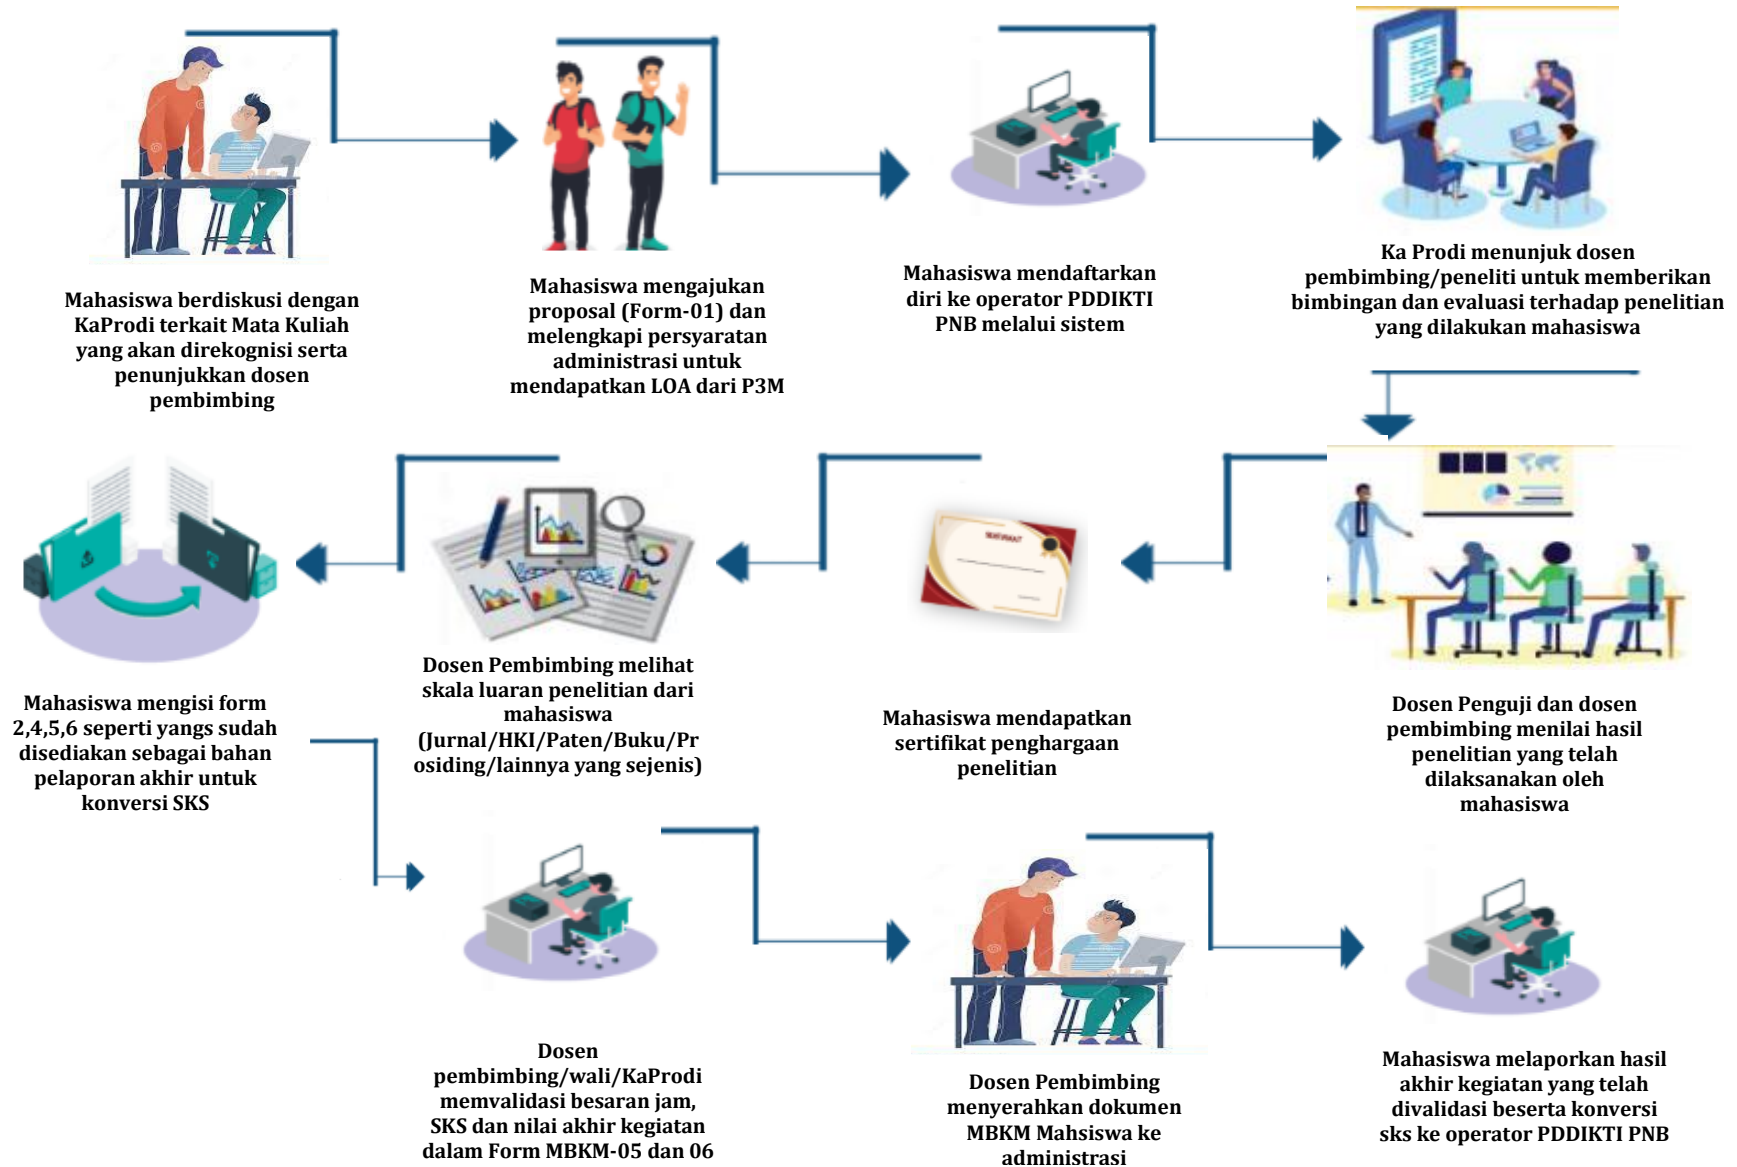 Mahasiswa berdiskusi dengan
KaProdi terkait Mata Kuliah
yang akan direkognisi serta
penunjukkan dosen
pembimbing
Mahasiswa mengajukan
proposal (Form-01) dan
melengkapi persyaratan
administrasi untuk
mendapatkan LOA dari P3M
Mahasiswa mendaftarkan
diri ke operator PDDIKTI
PNB melalui sistem
Ka Prodi menunjuk dosen
pembimbing/peneliti untuk memberikan
bimbingan dan evaluasi terhadap penelitian
yang dilakukan mahasiswa
Dosen Penguji dan dosen
pembimbing menilai hasil
penelitian yang telah
dilaksanakan oleh
mahasiswa
Mahasiswa mendapatkan
sertifikat penghargaan
penelitian
Dosen Pembimbing melihat
skala luaran penelitian dari
mahasiswa
(Jurnal/HKI/Paten/Buku/Pr
osiding/lainnya yang sejenis)
Mahasiswa mengisi form
2,4,5,6 seperti yangs sudah
disediakan sebagai bahan
pelaporan akhir untuk
konversi SKS
Dosen
pembimbing/wali/KaProdi
memvalidasi besaran jam,
SKS dan nilai akhir kegiatan
dalam Form MBKM-05 dan 06
Dosen Pembimbing
menyerahkan dokumen
MBKM Mahsiswa ke
administrasi
Mahasiswa melaporkan hasil
akhir kegiatan yang telah
divalidasi beserta konversi
sks ke operator PDDIKTI PNB